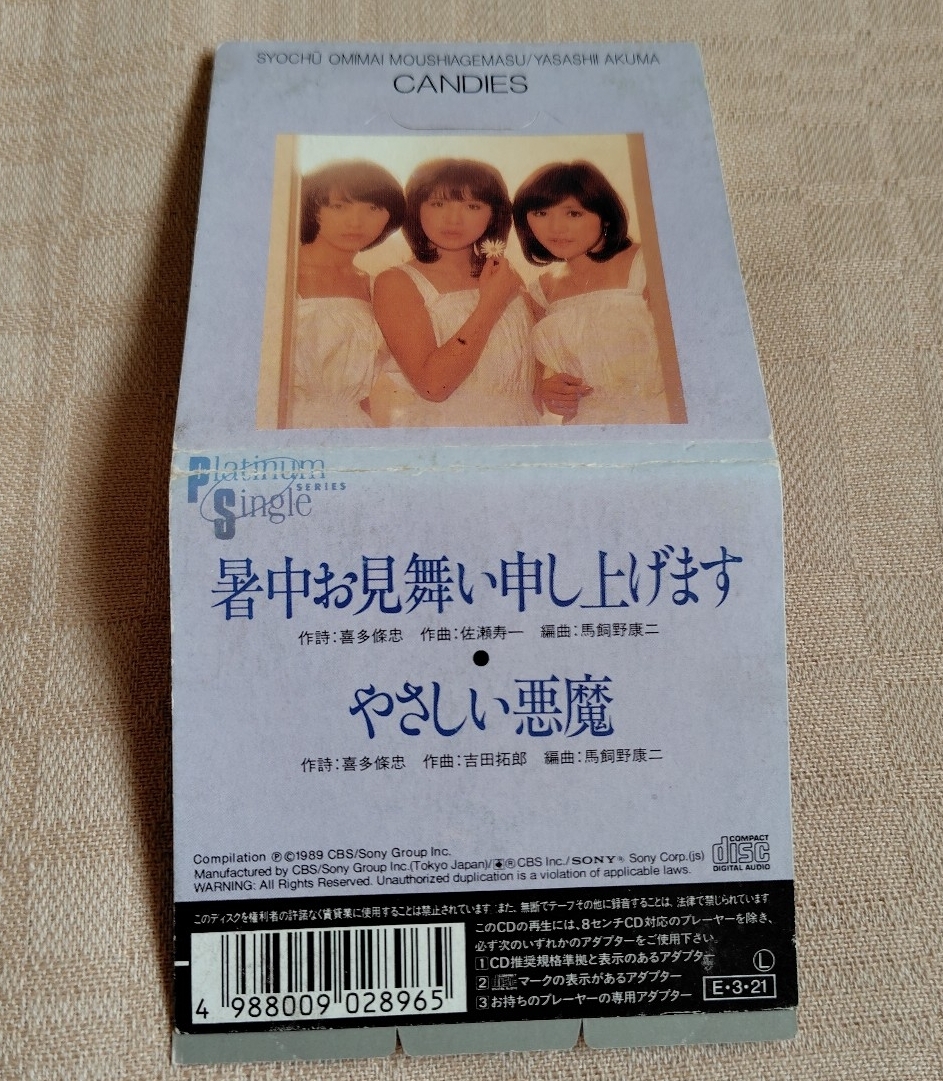 SYOCHŪ OMIMAI MOUSHIAGEMASU/YASASHII AKUMA
CANDIES
Platinum
Single SERIES
暑中お見舞い申し上げます
作詩:喜多條忠 作曲:佐瀬寿一 編曲:馬飼野康二
●
やさしい悪魔
作詩:喜多條忠 作曲:吉田拓郎 編曲:馬飼野康二
Compilation ℗©1989 CBS/Sony Group Inc.
Manufactured by CBS/Sony Group Inc.(Tokyo Japan)/® CBS Inc./SONY® Sony Corp.(js)
WARNING: All Rights Reserved. Unauthorized duplication is a violation of applicable laws.
COMPACT
disc
DIGITAL AUDIO
このディスクを権利者の許諾なく賃貸業に使用することは禁止されています。また、無断でテープその他に録音することは、法律で禁じられています
このCDの再生には、8センチCD対応のプレーヤーを除き、
必ず次のいずれかのアダプターをご使用下さい。
1 CD推奨規格準拠と表示のあるアダプター
2 マークの表示があるアダプター
3 お持ちのプレーヤーの専用アダプター
L
E・3・21
4 988009 028965